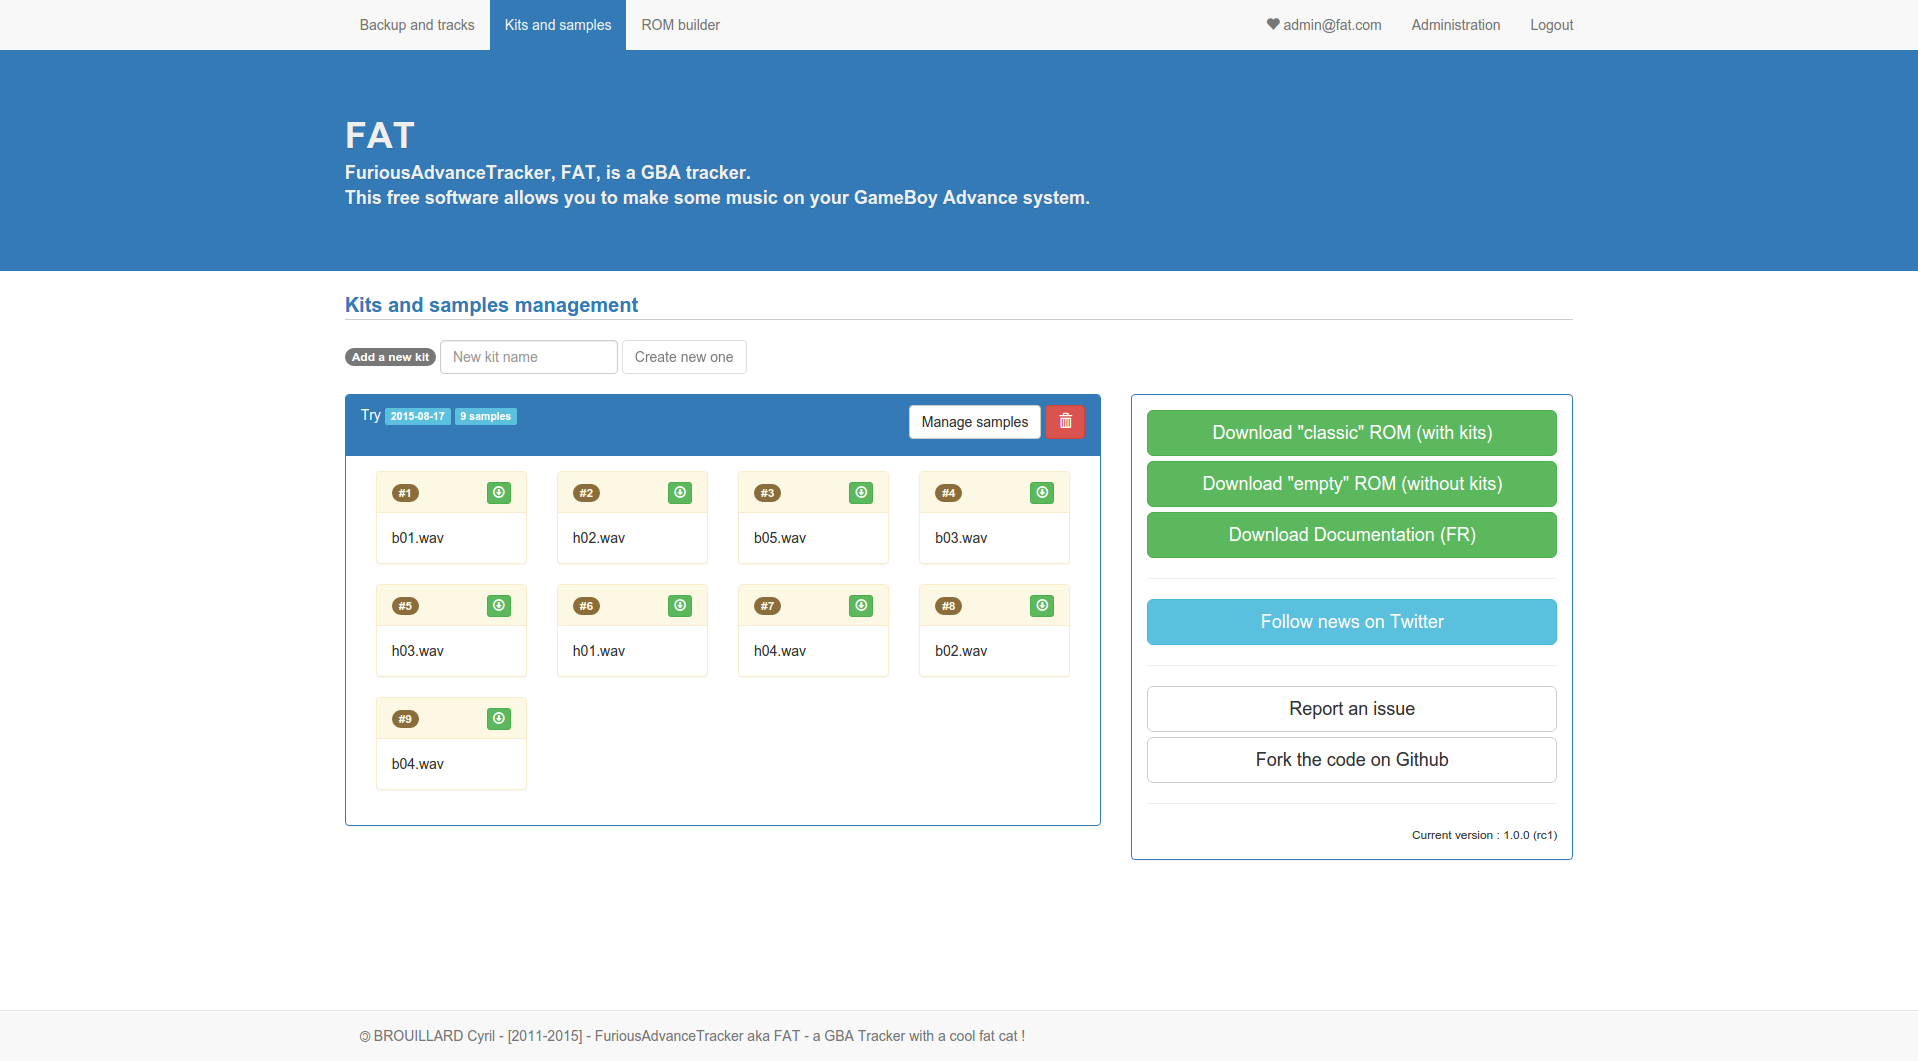 Backup and tracks
Kits and samples
ROM builder
admin@fat.com
Administration
Logout
FAT
FuriousAdvanceTracker, FAT, is a GBA tracker.
This free software allows you to make some music on your GameBoy Advance system.
Kits and samples management
Add a new kit
New kit name
Create new one
Try 2015-08-17 9 samples
Manage samples
#1
#2
#3
#4
b01.wav
h02.wav
b05.wav
b03.wav
#5
#6
#7
#8
h03.wav
h01.wav
h04.wav
b02.wav
#9
b04.wav
Download "classic" ROM (with kits)
Download "empty" ROM (without kits)
Download Documentation (FR)
Follow news on Twitter
Report an issue
Fork the code on Github
Current version : 1.0.0 (rc1)
BROUILLARD Cyril - [2011-2015] - FuriousAdvanceTracker aka FAT - a GBA Tracker with a cool fat cat !